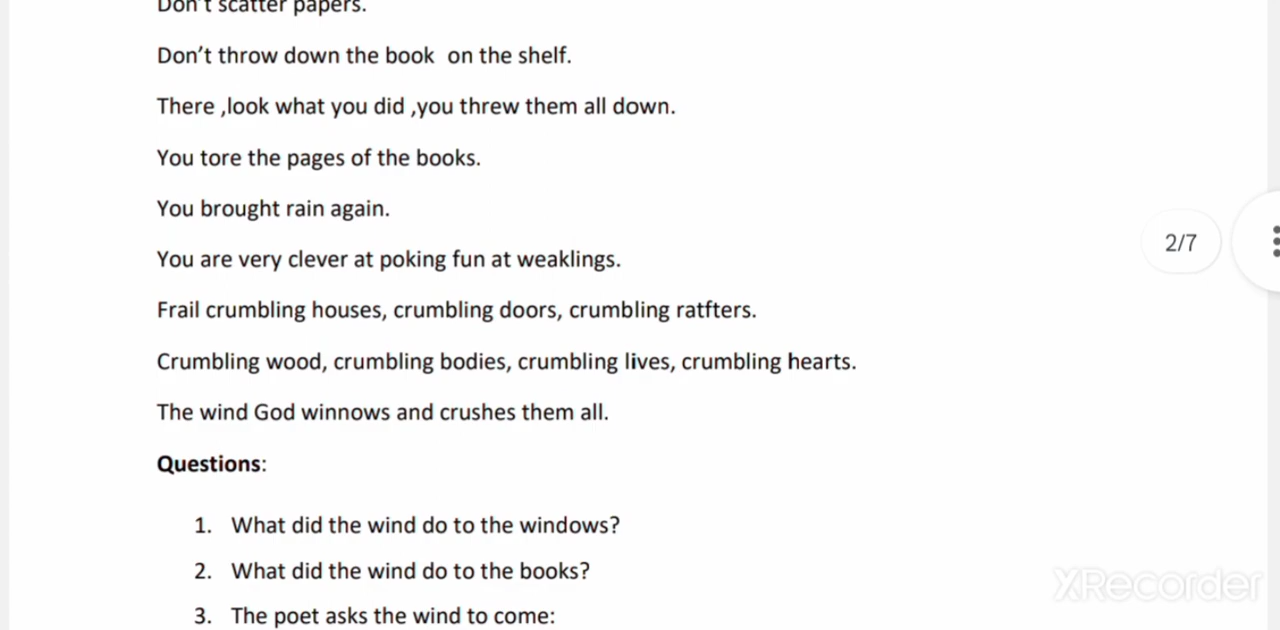 Don't scatter papers.
Don’t throw down the book  on the shelf.
There ,look what you did ,you threw them all down.
You tore the pages of the books.
You brought rain again.
You are very clever at poking fun at weaklings.
Frail crumbling houses, crumbling doors, crumbling ratfters.
Crumbling wood, crumbling bodies, crumbling lives, crumbling hearts.
The wind God winnows and crushes them all.
2/7
Questions:
1. What did the wind do to the windows?
2. What did the wind do to the books?
3. The poet asks the wind to come:
XRecorder